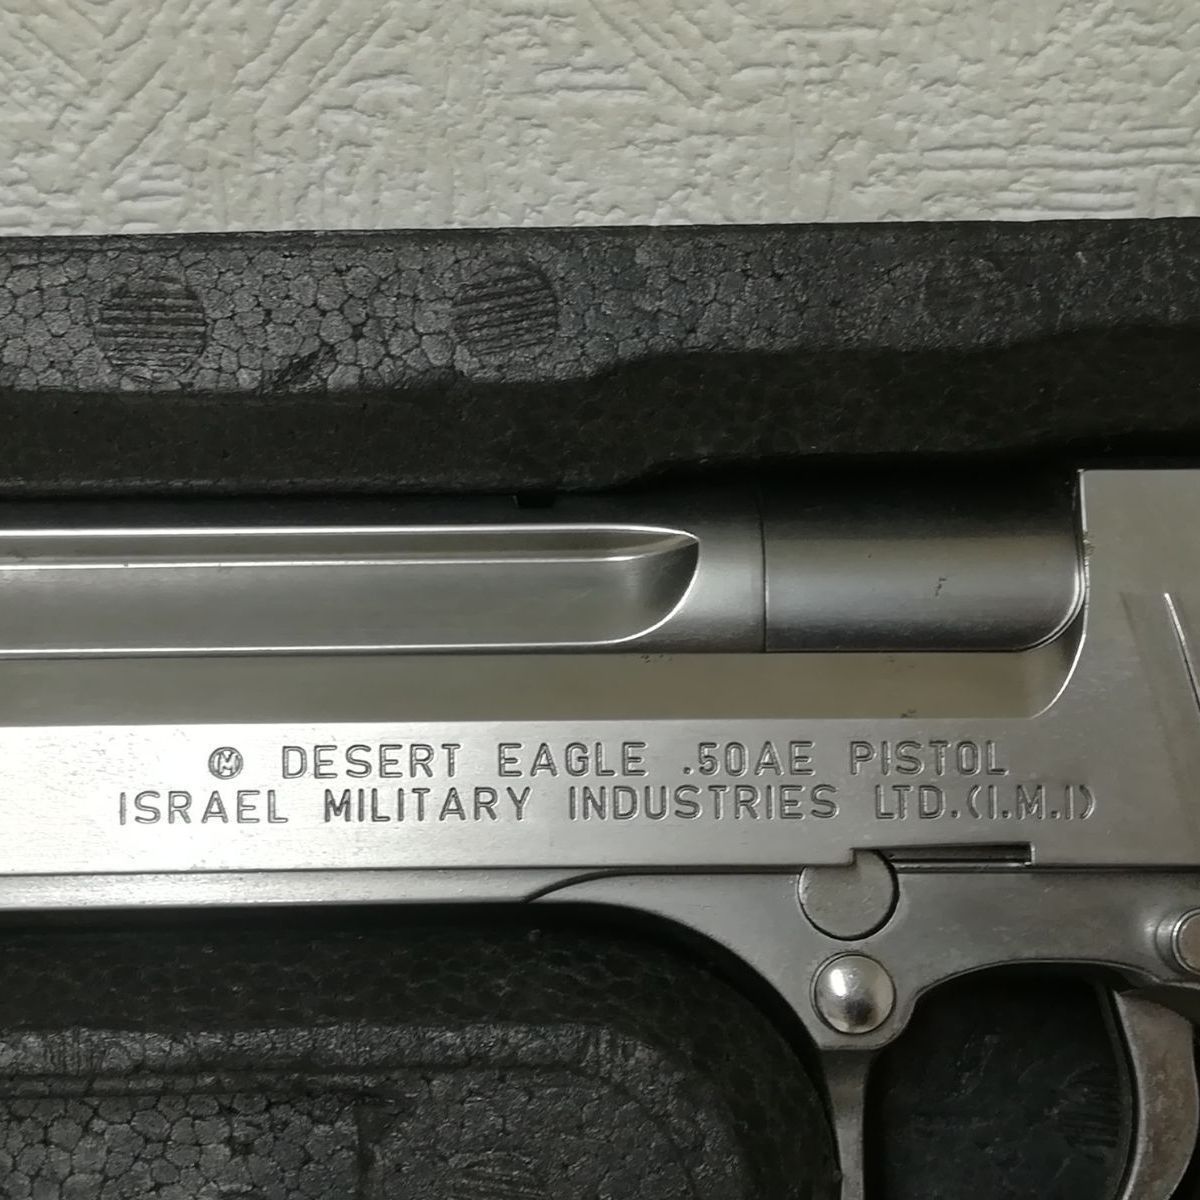 DESERT EAGLE .50AE PISTOL
ISRAEL MILITARY INDUSTRIES LTD.(I.M.I)